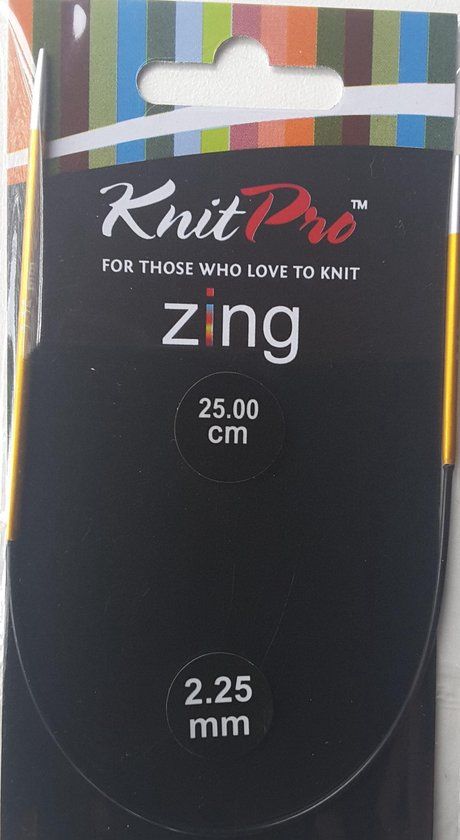 KnitPro™
FOR THOSE WHO LOVE TO KNIT
zing
25.00
cm
2.25
mm